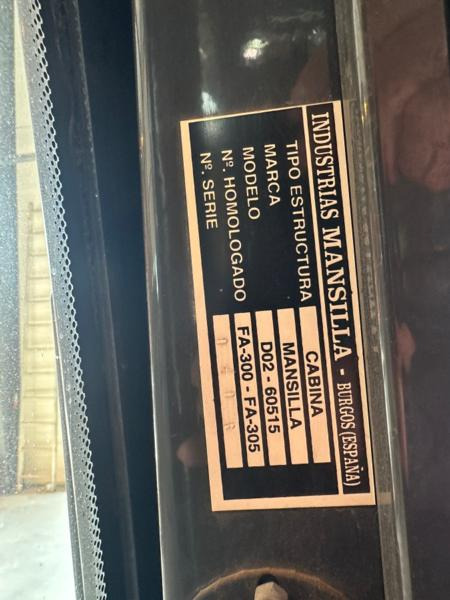 INDUSTRIAS MANSILLA - BURGOS (ESPAÑA)
TIPO ESTRUCTURA CABINA
MARCA MANSILLA
MODELO D02 - 60515
Nº. HOMOLOGADO FA-300 - FA-305
Nº. SERIE